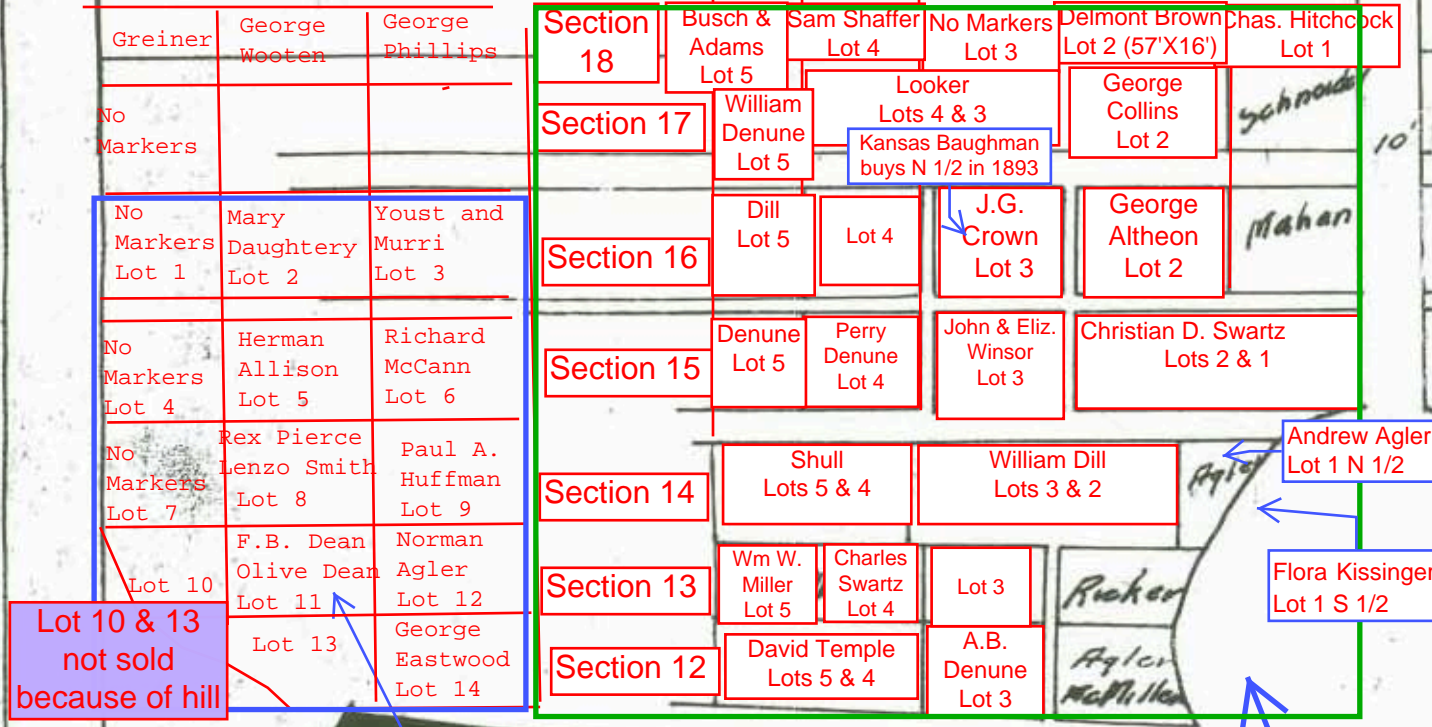 Greiner
George
Wooten
George
Phillips
Section
18
Busch &
Adams
Lot 5
Sam Shaffer
Lot 4
No Markers
Lot 3
Delmont Brown
Lot 2 (57'X16')
Chas. Hitchcock
Lot 1
No
Markers
Section 17
William
Denune
Lot 5
Looker
Lots 4 & 3
Kansas Baughman
buys N 1/2 in 1893
George
Collins
Lot 2
Schneider
10'
No
Markers
Lot 1
Mary
Daughtery
Lot 2
Youst and
Murri
Lot 3
Section 16
Dill
Lot 5
Lot 4
J.G.
Crown
Lot 3
George
Altheon
Lot 2
Mahan
No
Markers
Lot 4
Herman
Allison
Lot 5
Richard
McCann
Lot 6
Section 15
Denune
Lot 5
Perry
Denune
Lot 4
John & Eliz.
Winsor
Lot 3
Christian D. Swartz
Lots 2 & 1
No
Markers
Lot 7
Rex Pierce
Lenzo Smith
Lot 8
Paul A.
Huffman
Lot 9
Section 14
Shull
Lots 5 & 4
William Dill
Lots 3 & 2
Agler
Andrew Agler
Lot 1 N 1/2
Lot 10
F.B. Dean
Olive Dean
Lot 11
Norman
Agler
Lot 12
Section 13
Wm W.
Miller
Lot 5
Charles
Swartz
Lot 4
Lot 3
Rucker
Flora Kissinger
Lot 1 S 1/2
Lot 10 & 13
not sold
because of hill
Lot 13
George
Eastwood
Lot 14
Section 12
David Temple
Lots 5 & 4
A.B.
Denune
Lot 3
Agler
McMillen